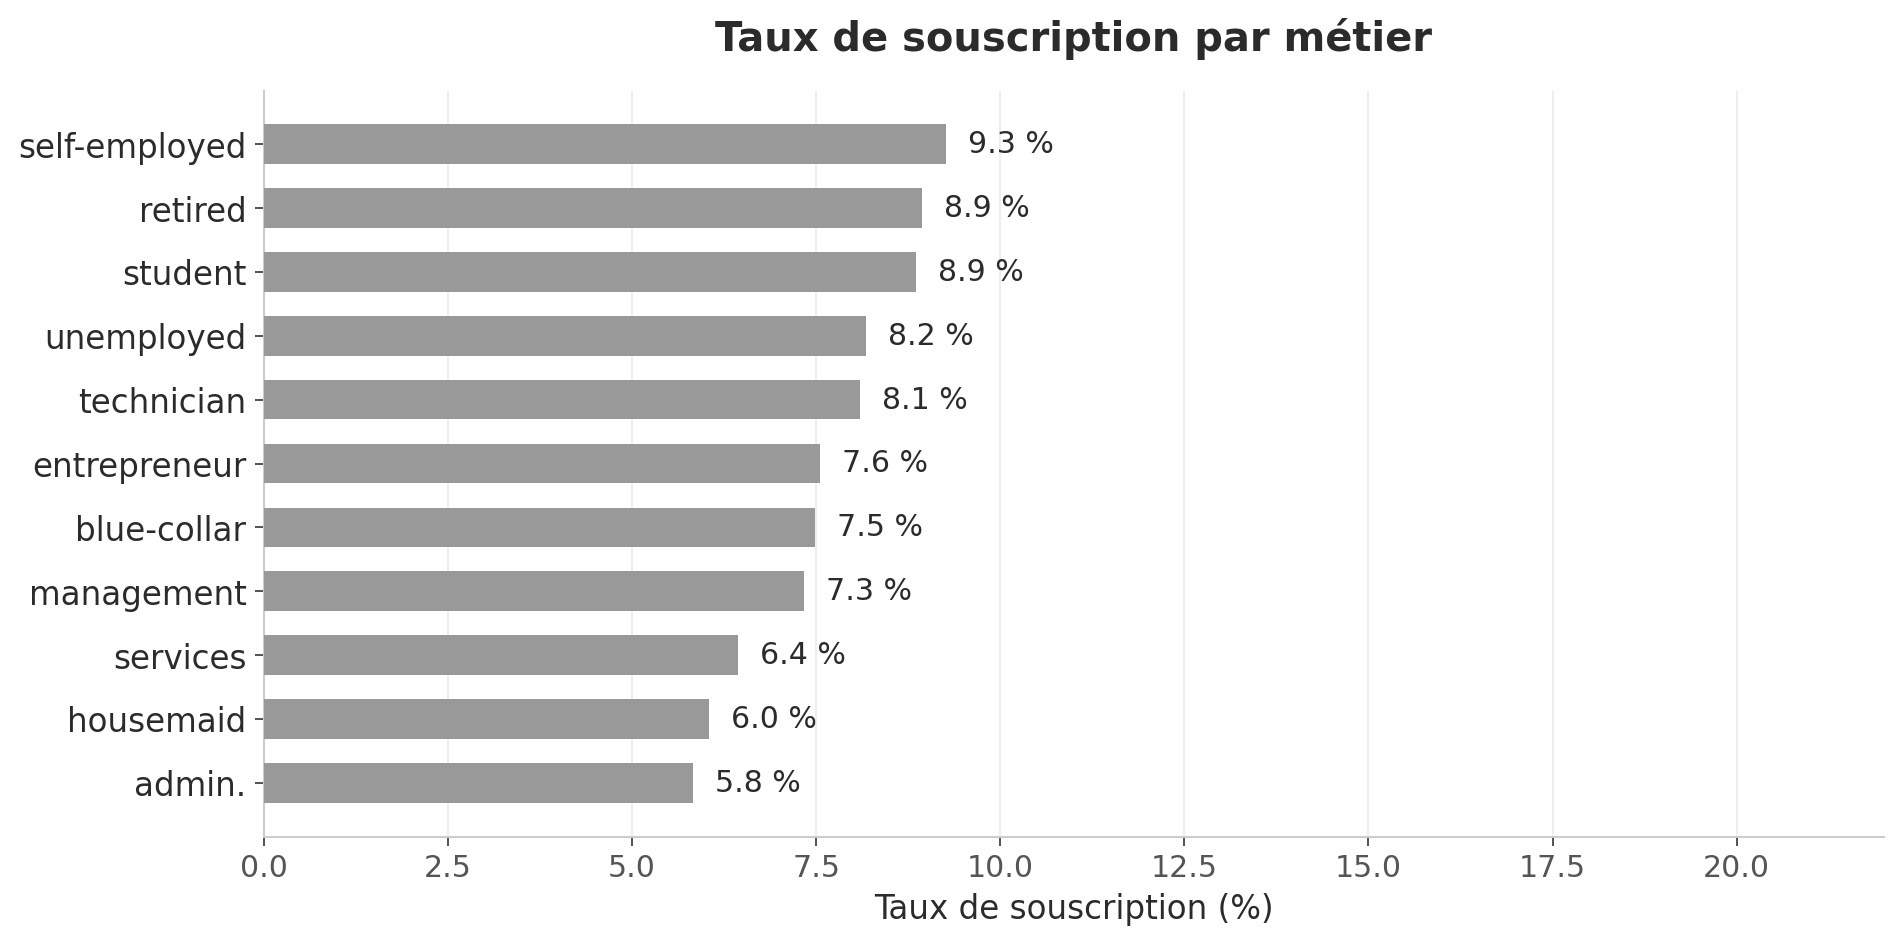 Taux de souscription par métier
self-employed 9.3 %
retired 8.9 %
student 8.9 %
unemployed 8.2 %
technician 8.1 %
entrepreneur 7.6 %
blue-collar 7.5 %
management 7.3 %
services 6.4 %
housemaid 6.0 %
admin. 5.8 %
0.0 2.5 5.0 7.5 10.0 12.5 15.0 17.5 20.0
Taux de souscription (%)